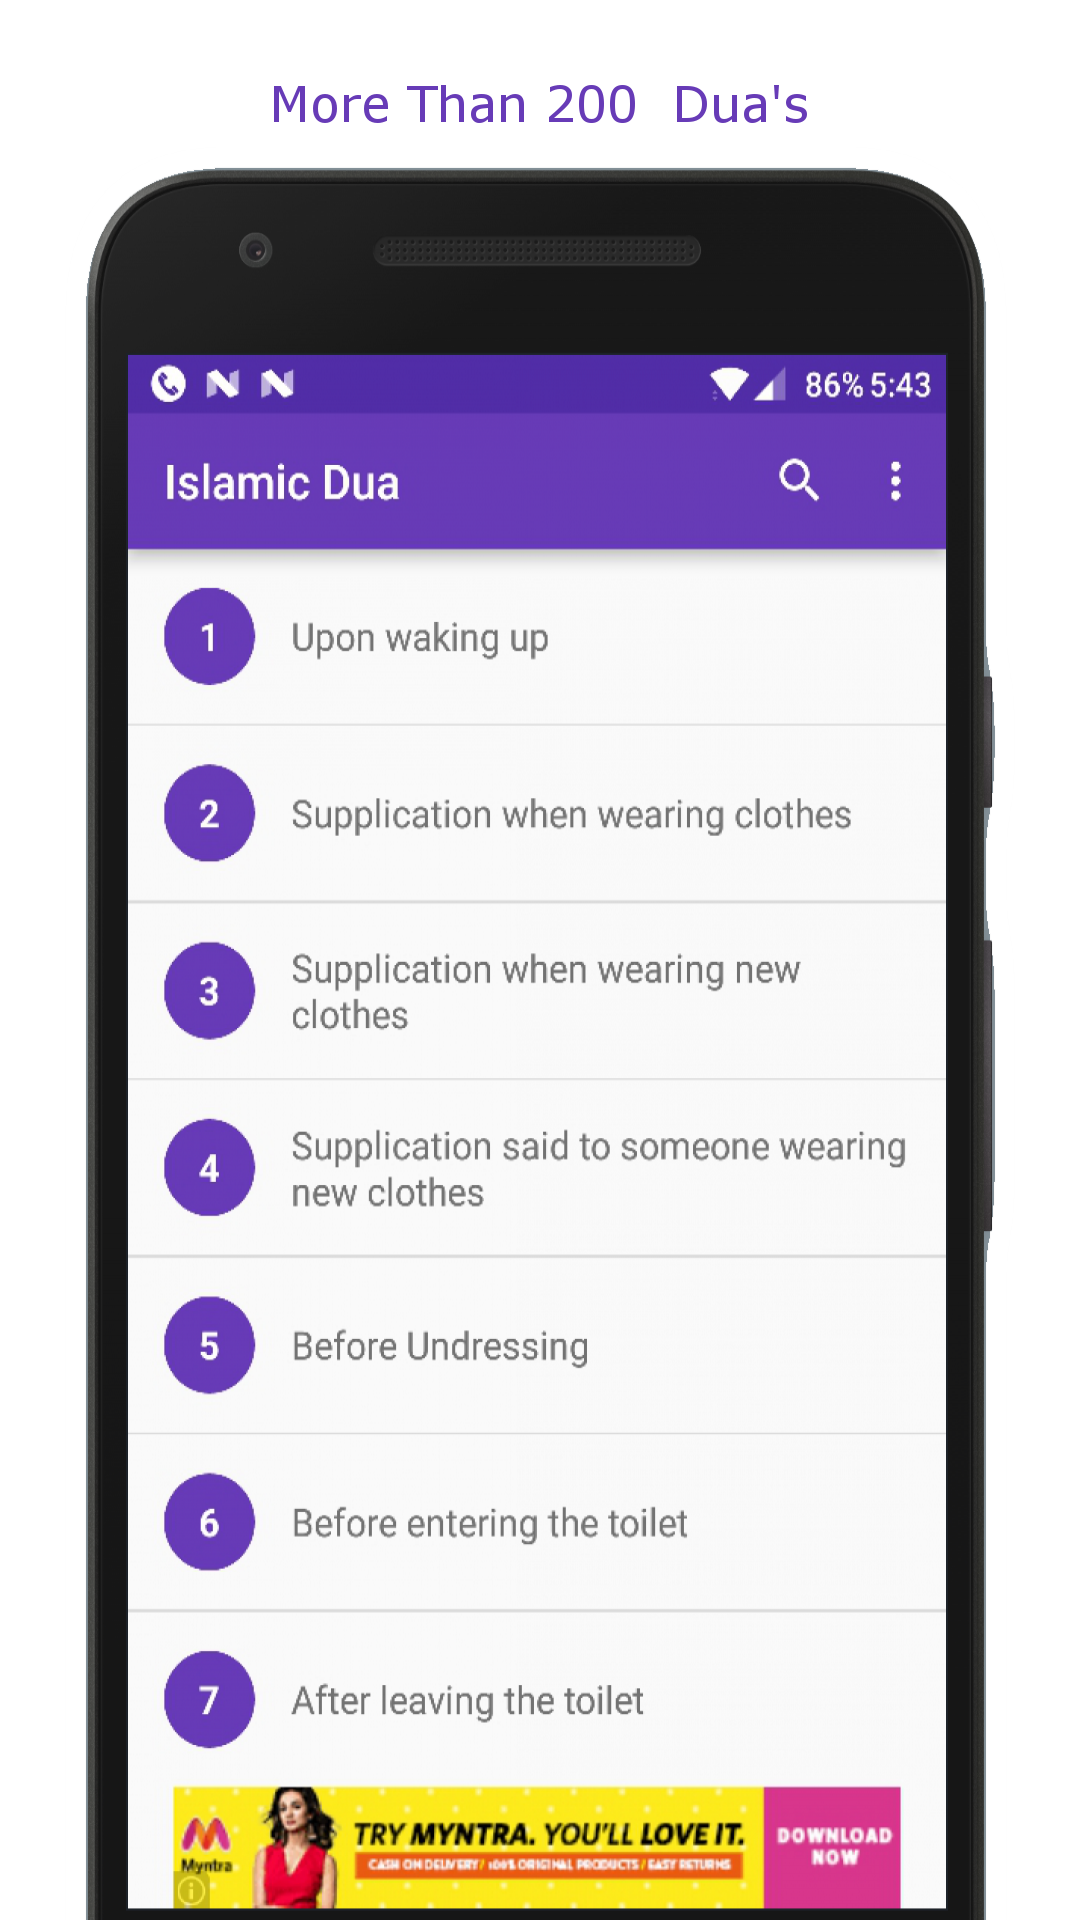 More Than 200 Dua's
86% 5:43
Islamic Dua
1 Upon waking up
2 Supplication when wearing clothes
3 Supplication when wearing new
clothes
4 Supplication said to someone wearing
new clothes
5 Before Undressing
6 Before entering the toilet
7 After leaving the toilet
Myntra
TRY MYNTRA. YOU'LL LOVE IT.
CASH ON DELIVERY / 100% ORIGINAL PRODUCTS / EASY RETURNS
DOWNLOAD
NOW